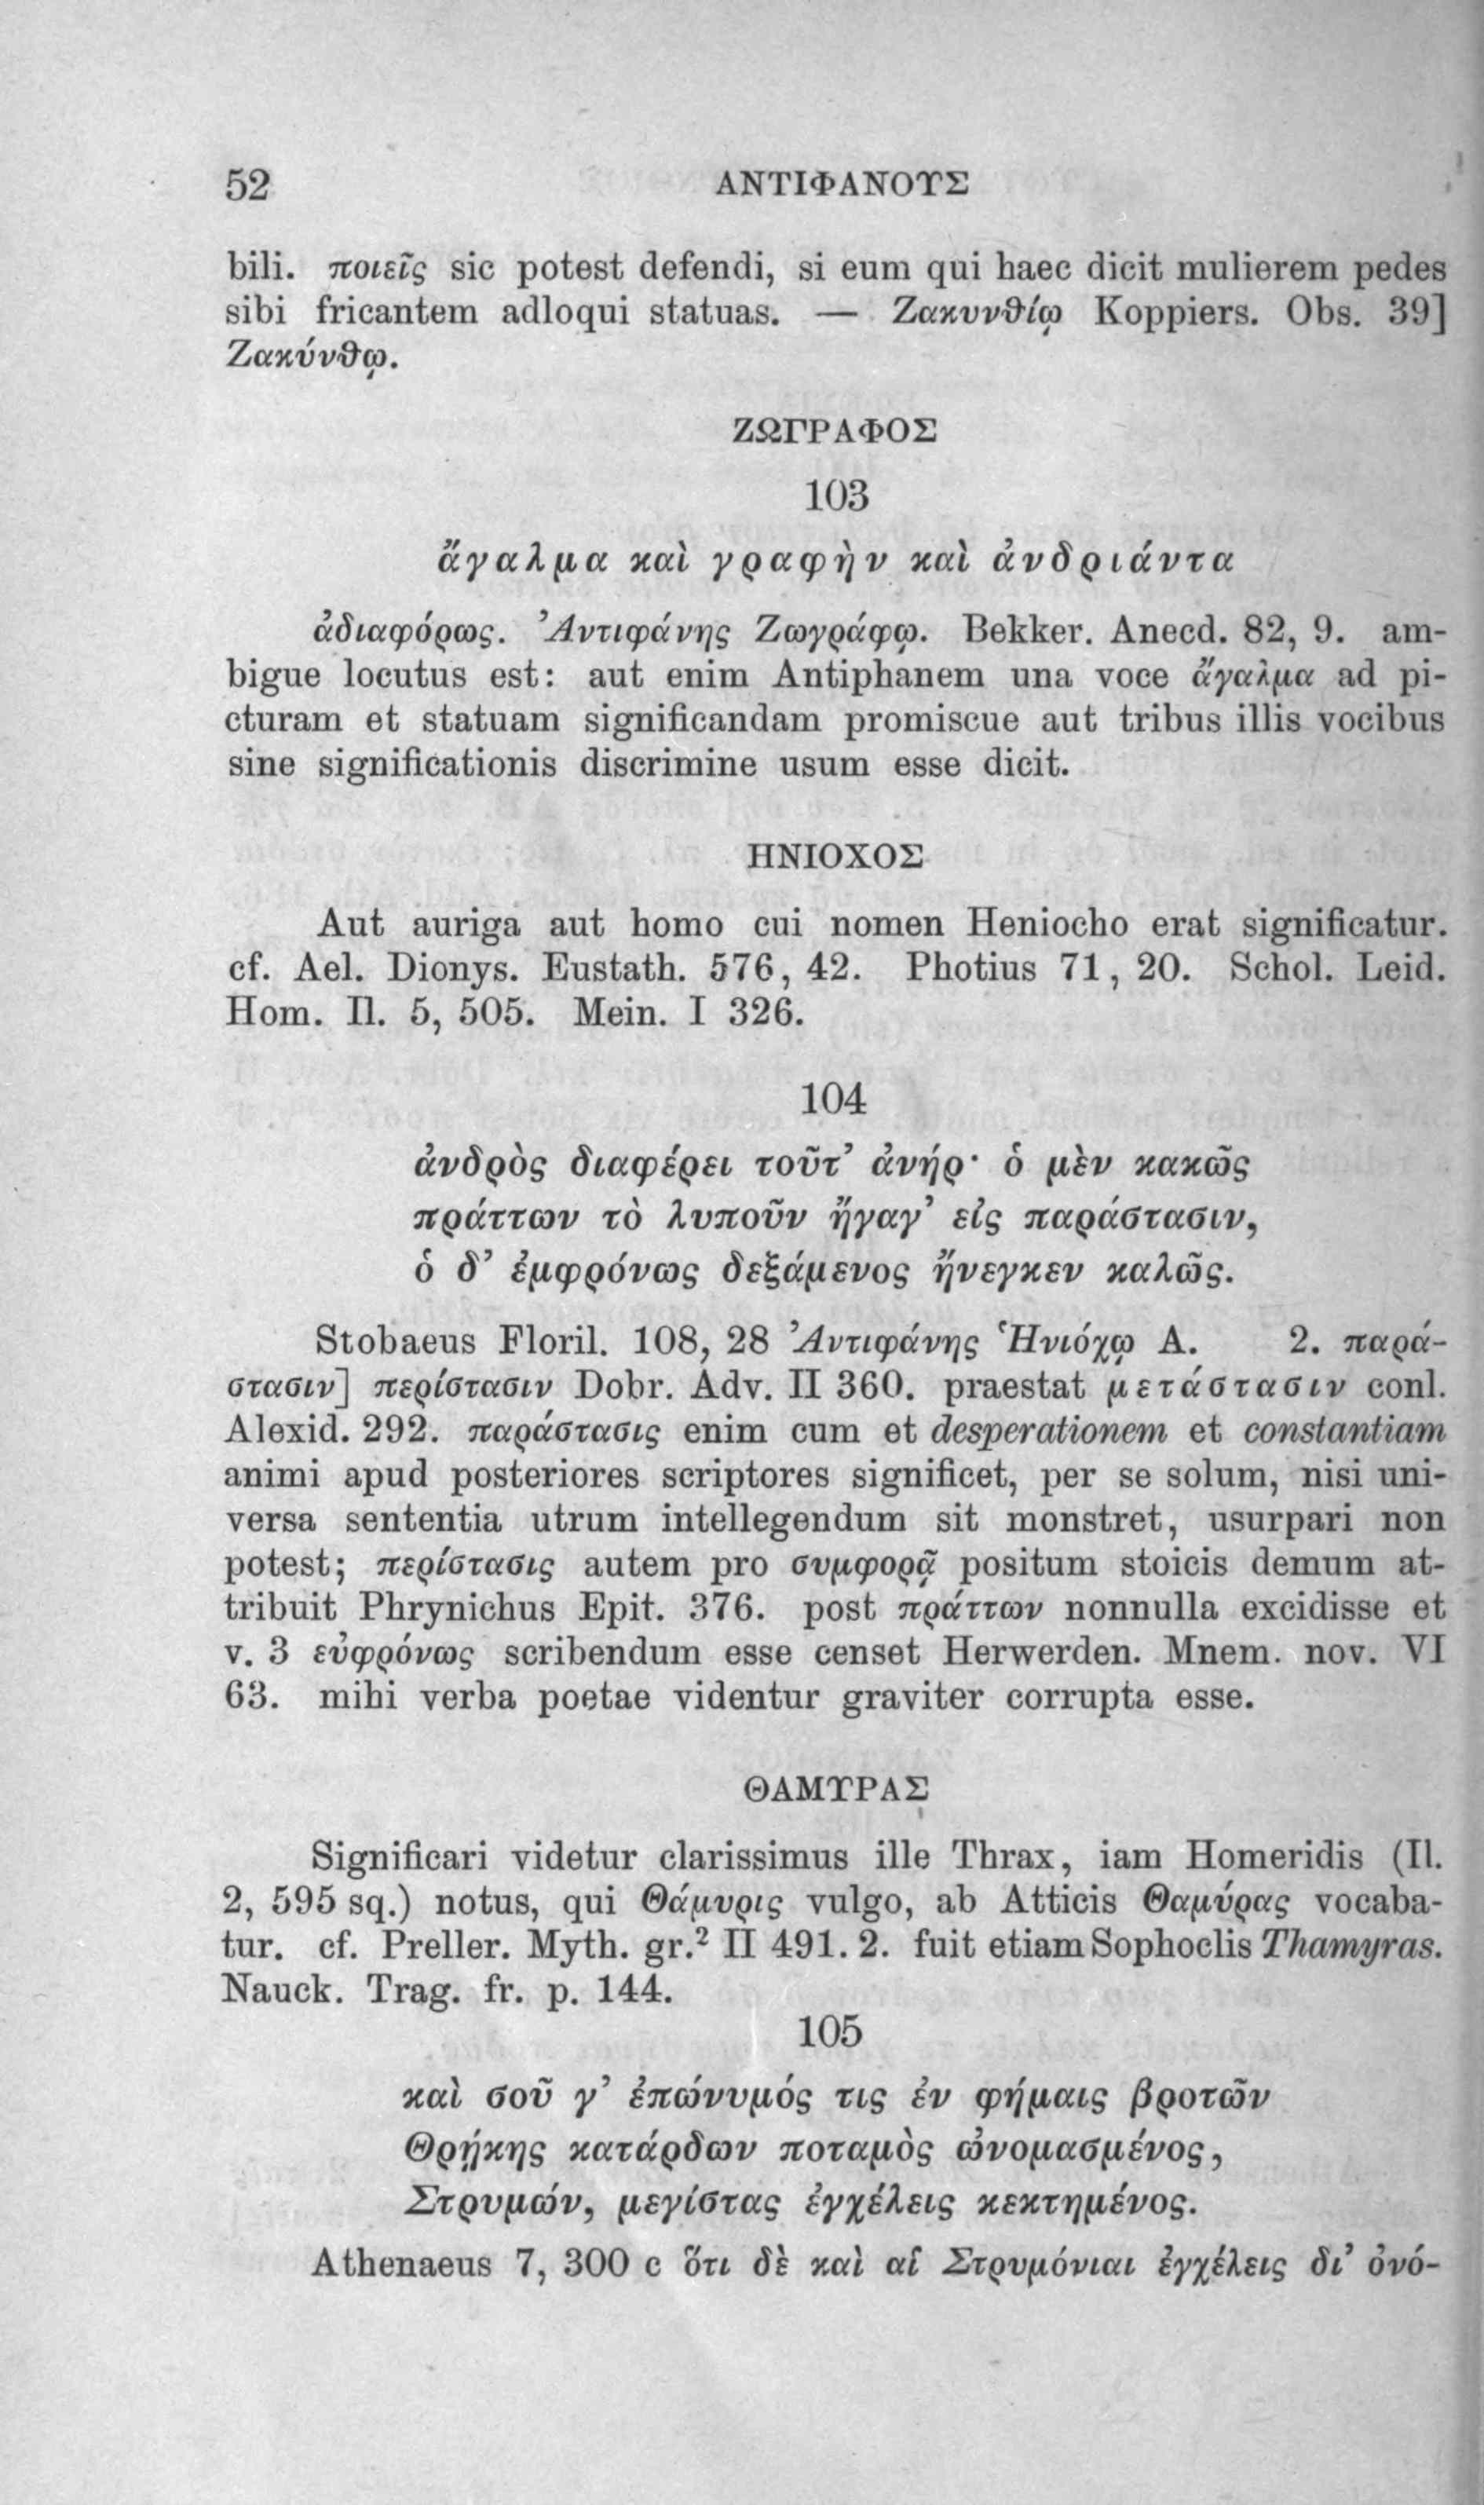 52 ΑΝΤΙΦΑΝΟΥΣ
bili. ποιεῖς sic potest defendi, si eum qui haec dicit mulierem pedes
sibi fricantem adloqui statuas. — Ζακυνθίῳ Koppiers. Obs. 39]
Ζακύνθῳ.
ΖΩΓΡΑΦΟΣ
103
ἄγαλμα καὶ γραφὴν καὶ ἀνδριάντα
ἀδιαφόρως. Ἀντιφάνης Ζωγράφῳ. Bekker. Anecd. 82, 9. am-
bigue locutus est: aut enim Antiphanem una voce ἄγαλμα ad pi-
cturam et statuam significandam promiscue aut tribus illis vocibus
sine significationis discrimine usum esse dicit.
ΗΝΙΟΧΟΣ
Aut auriga aut homo cui nomen Heniocho erat significatur.
cf. Ael. Dionys. Eustath. 576, 42. Photius 71, 20. Schol. Leid.
Hom. Il. 5, 505. Mein. I 326.
104
ἀνδρὸς διαφέρει τοῦτ’ ἀνήρ· ὁ μὲν κακῶς
πράττων τὸ λυποῦν ἤγαγ’ εἰς παράστασιν,
ὁ δ’ ἐμφρόνως δεξάμενος ἤνεγκεν καλῶς.
Stobaeus Floril. 108, 28 Ἀντιφάνης Ἡνιόχῳ A. 2. παρά-
στασιν] περίστασιν Dobr. Adv. II 360. praestat μετάστασιν conl.
Alexid. 292. παράστασις enim cum et desperationem et constantiam
animi apud posteriores scriptores significet, per se solum, nisi uni-
versa sententia utrum intellegendum sit monstret, usurpari non
potest; περίστασις autem pro συμφορᾷ positum stoicis demum at-
tribuit Phrynichus Epit. 376. post πράττων nonnulla excidisse et
v. 3 εὐφρόνως scribendum esse censet Herwerden. Mnem. nov. VI
63. mihi verba poetae videntur graviter corrupta esse.
ΘΑΜΥΡΑΣ
Significari videtur clarissimus ille Thrax, iam Homeridis (Il.
2, 595 sq.) notus, qui Θάμυρις vulgo, ab Atticis Θαμύρας vocaba-
tur. cf. Preller. Myth. gr.² II 491. 2. fuit etiam Sophoclis Thamyras.
Nauck. Trag. fr. p. 144.
105
καὶ σοῦ γ’ ἐπώνυμός τις ἐν φήμαις βροτῶν
Θρῄκης κατάρδων ποταμὸς ὠνομασμένος,
Στρυμών, μεγίστας ἐγχέλεις κεκτημένος.
Athenaeus 7, 300 c ὅτι δὲ καὶ αἱ Στρυμόνιαι ἐγχέλεις δι’ ὀνό-